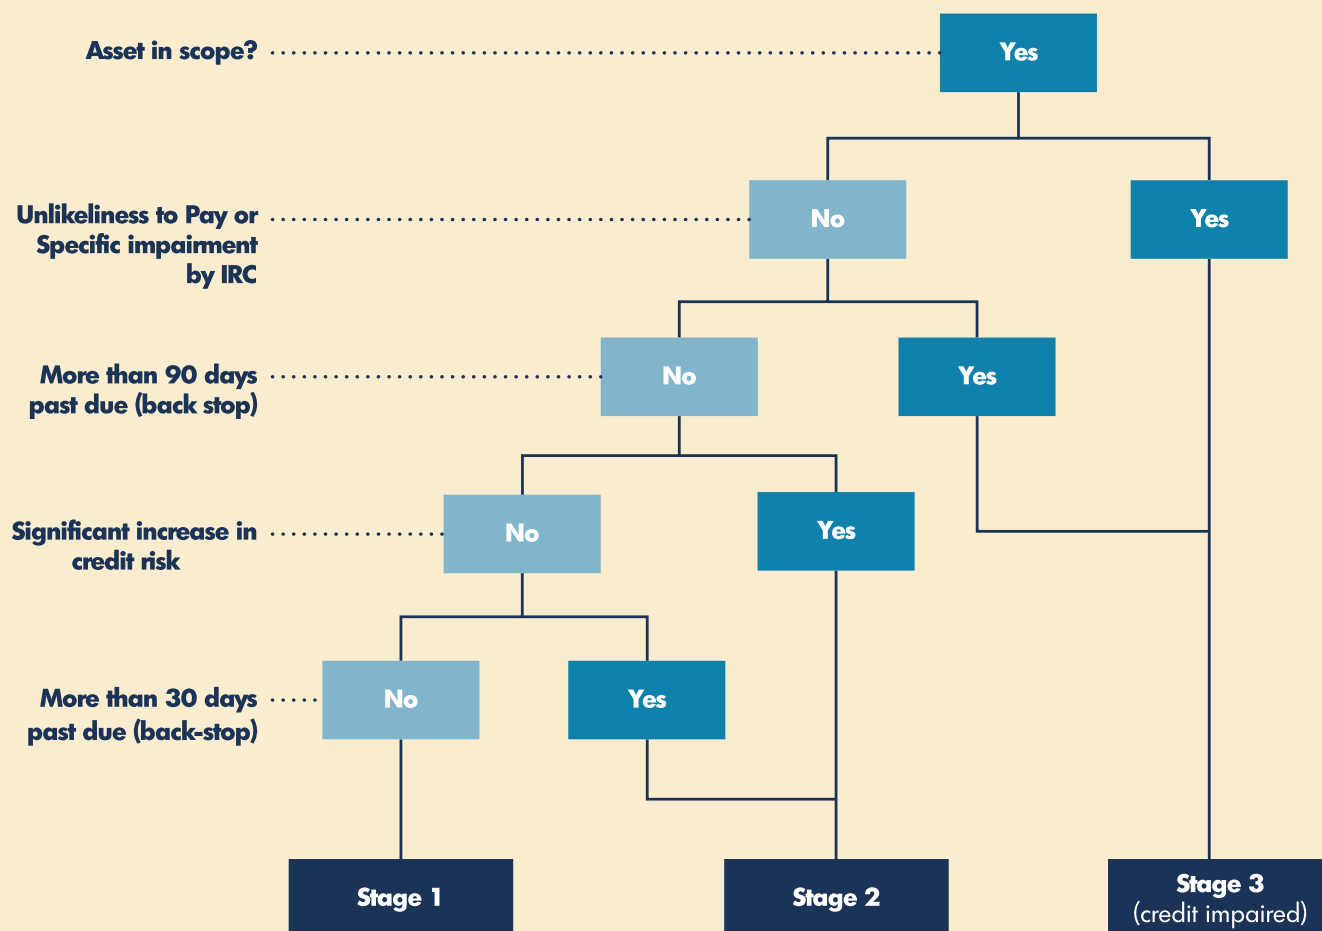 Asset in scope?
Yes
Unlikeliness to Pay or
Specific impairment
by IRC
No
Yes
More than 90 days
past due (back stop)
No
Yes
Significant increase in
credit risk
No
Yes
More than 30 days
past due (back-stop)
No
Yes
Stage 1
Stage 2
Stage 3
(credit impaired)